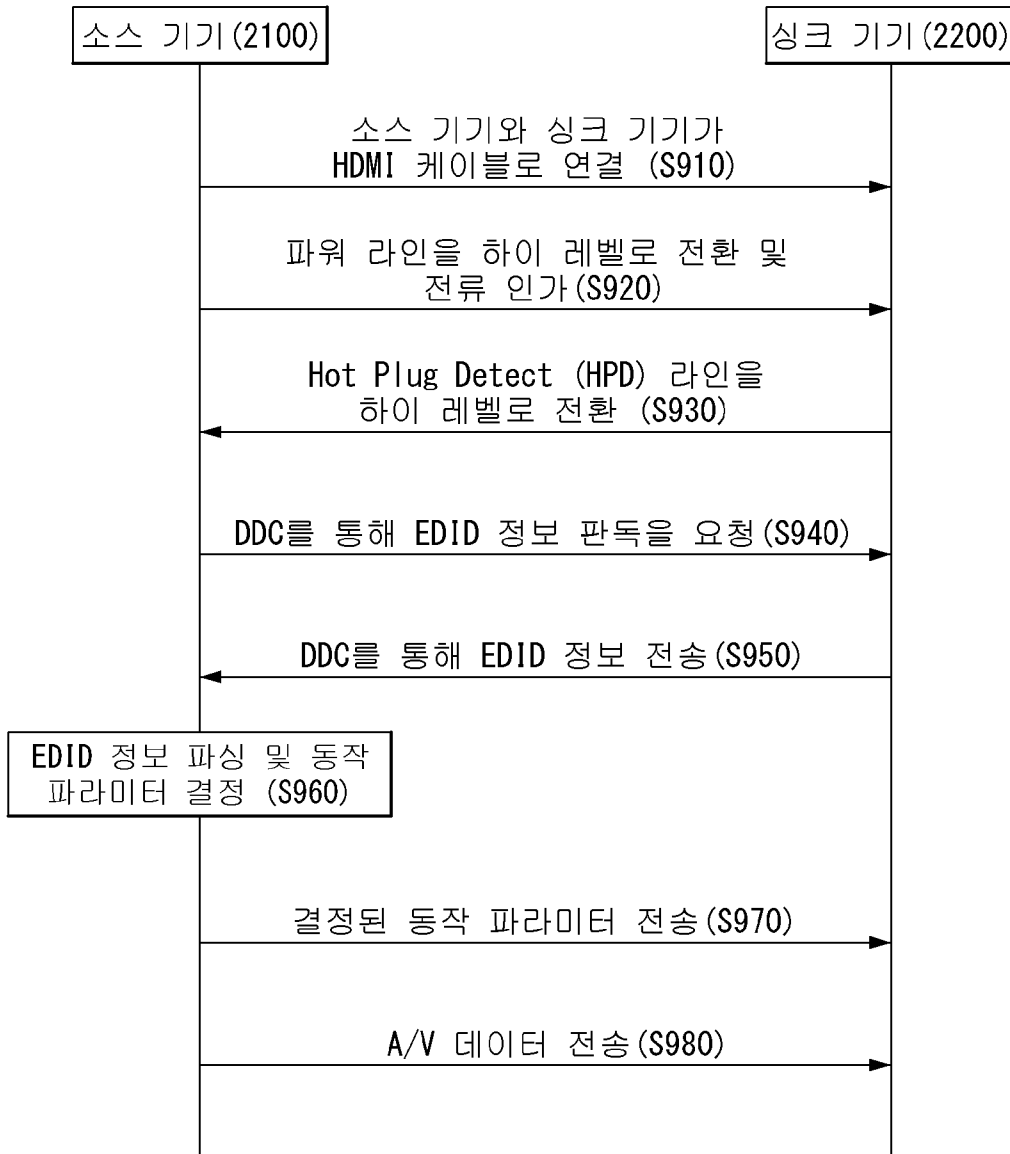 소스 기기(2100)
싱크 기기(2200)
소스 기기와 싱크 기기가
HDMI 케이블로 연결 (S910)
파워 라인을 하이 레벨로 전환 및
전류 인가(S920)
Hot Plug Detect (HPD) 라인을
하이 레벨로 전환 (S930)
DDC를 통해 EDID 정보 판독을 요청(S940)
DDC를 통해 EDID 정보 전송(S950)
EDID 정보 파싱 및 동작
파라미터 결정 (S960)
결정된 동작 파라미터 전송(S970)
A/V 데이터 전송(S980)